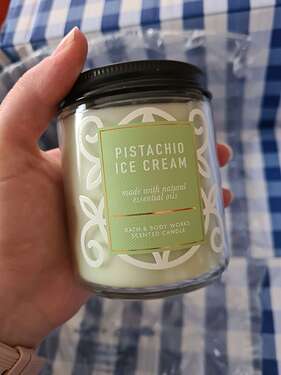 PISTACHIO
ICE CREAM
made with natural
essential oils
BATH & BODY WORKS
SCENTED CANDLE